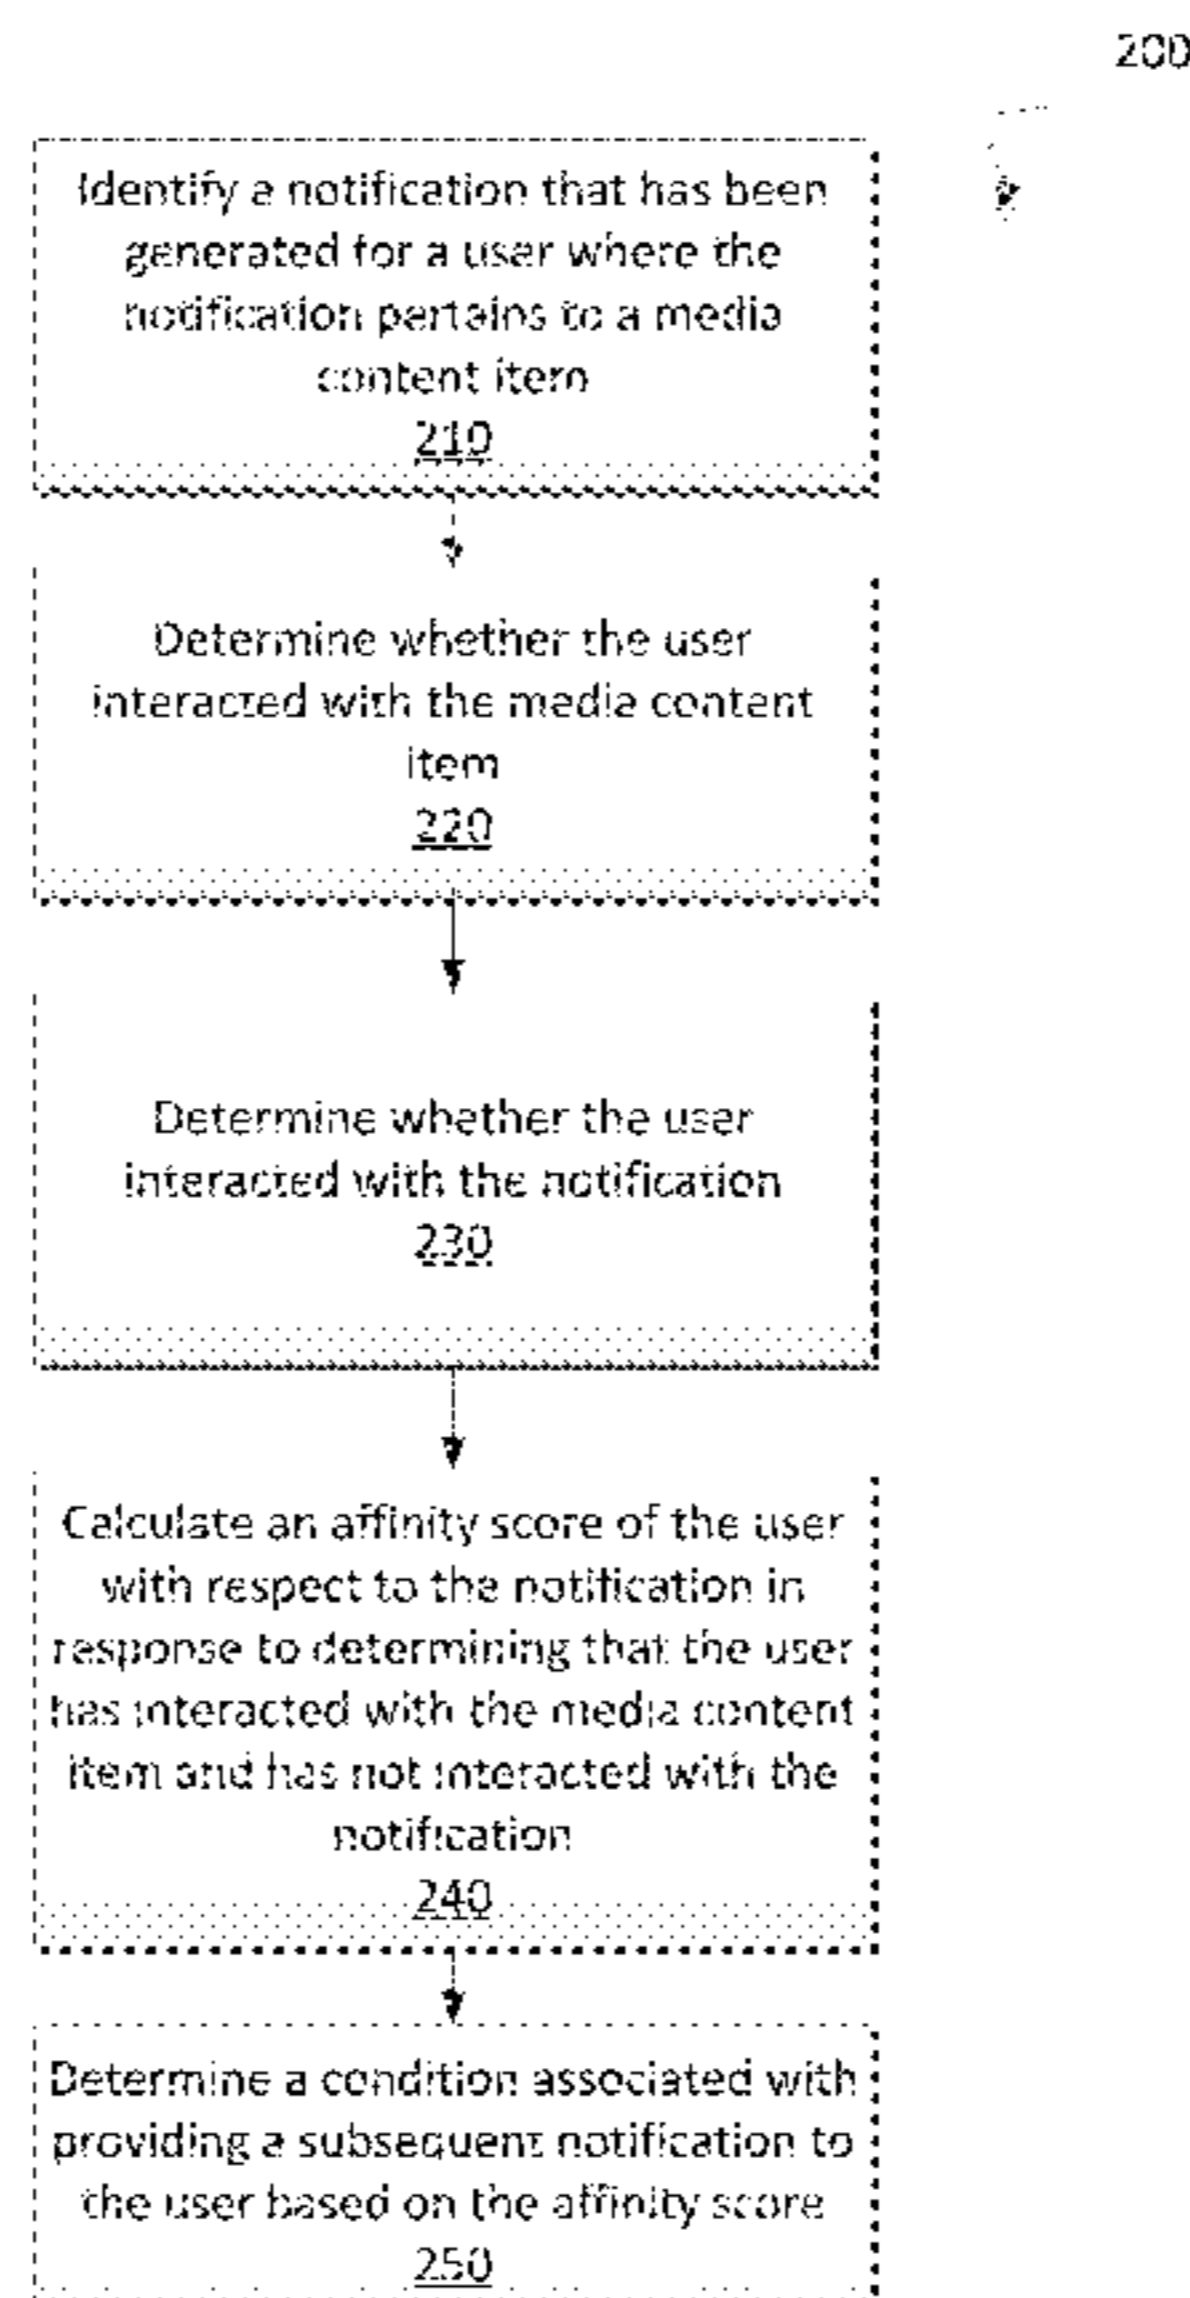 200
Identify a notification that has been
generated for a user where the
notification pertains to a media
content item
210
Determine whether the user
interacted with the media content
item
220
Determine whether the user
interacted with the notification
230
Calculate an affinity score of the user
with respect to the notification in
response to determining that the user
has interacted with the media content
item and has not interacted with the
notification
240
Determine a condition associated with
providing a subsequent notification to
the user based on the affinity score
250